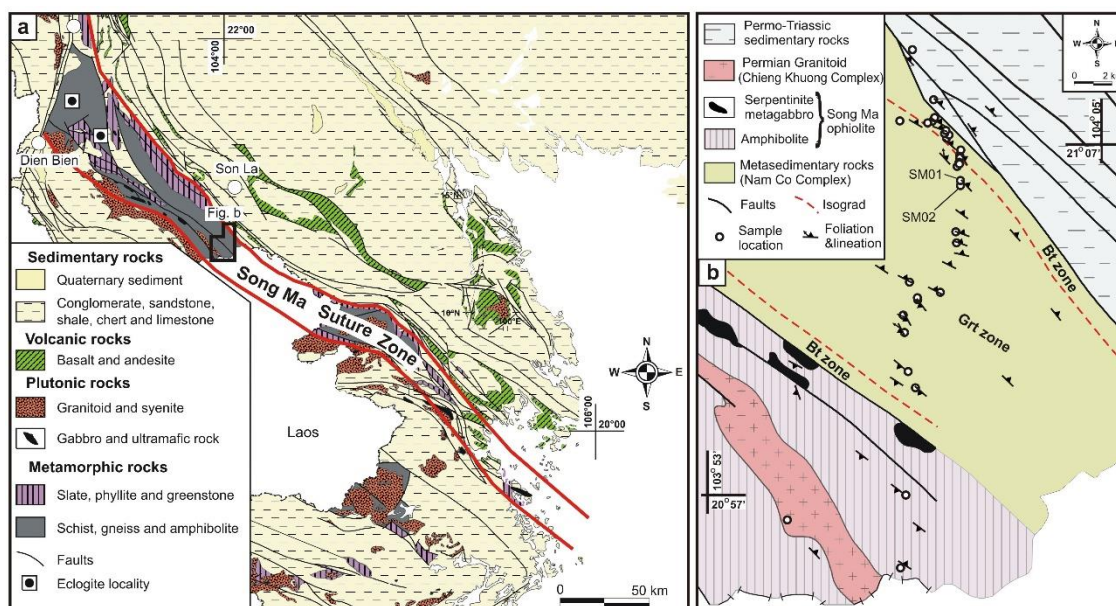 a
22°00
104°00
Dien Bien
Son La
Fig. b
Song Ma Suture Zone
Laos
N
W
E
S
106°00
20°00
0 50 km
Sedimentary rocks
Quaternary sediment
Conglomerate, sandstone,
shale, chert and limestone
Volcanic rocks
Basalt and andesite
Plutonic rocks
Granitoid and syenite
Gabbro and ultramafic rock
Metamorphic rocks
Slate, phyllite and greenstone
Schist, gneiss and amphibolite
Faults
Eclogite locality
Permo-Triassic
sedimentary rocks
Permian Granitoid
(Chieng Khuong Complex)
Serpentinite
metagabbro
Amphibolite
Song Ma
ophiolite
Metasedimentary rocks
(Nam Co Complex)
Faults
Isograd
Sample
location
Foliation
&lineation
b
N
W
E
S
0 2 k
104°05'
21°07'
SM01
SM02
Bt zone
Grt zone
Bt zone
103°53'
20°57'